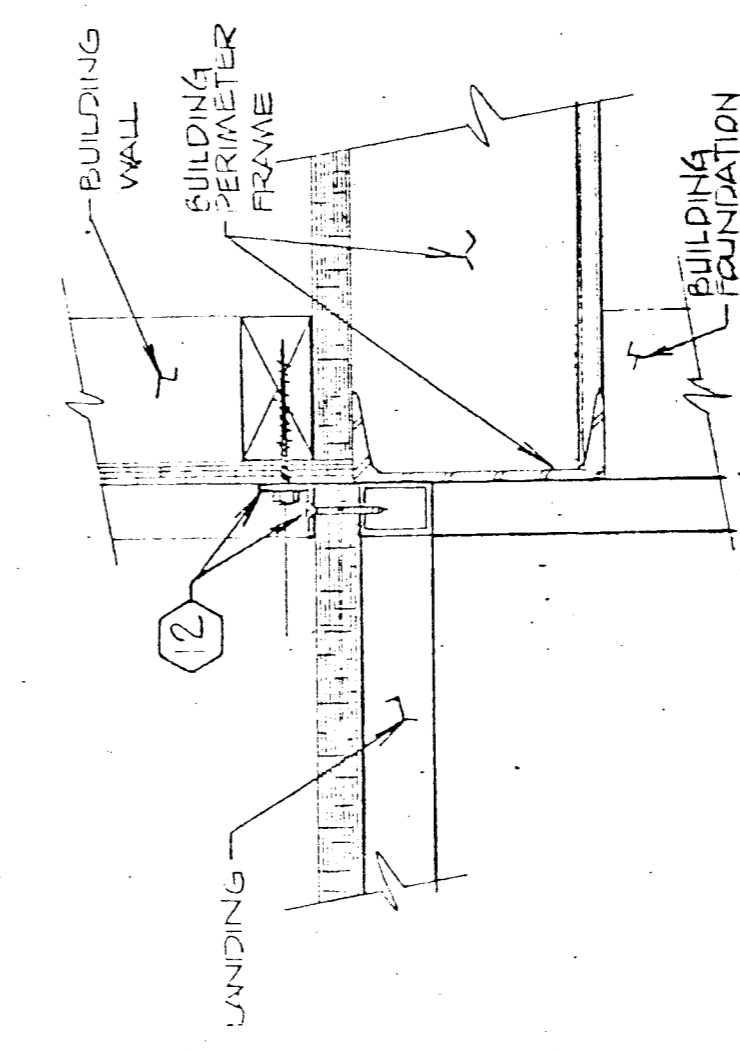 BUILDING
WALL
BUILDING
PERIMETER
FRAME
12
LANDING
BUILDING
FOUNDATION